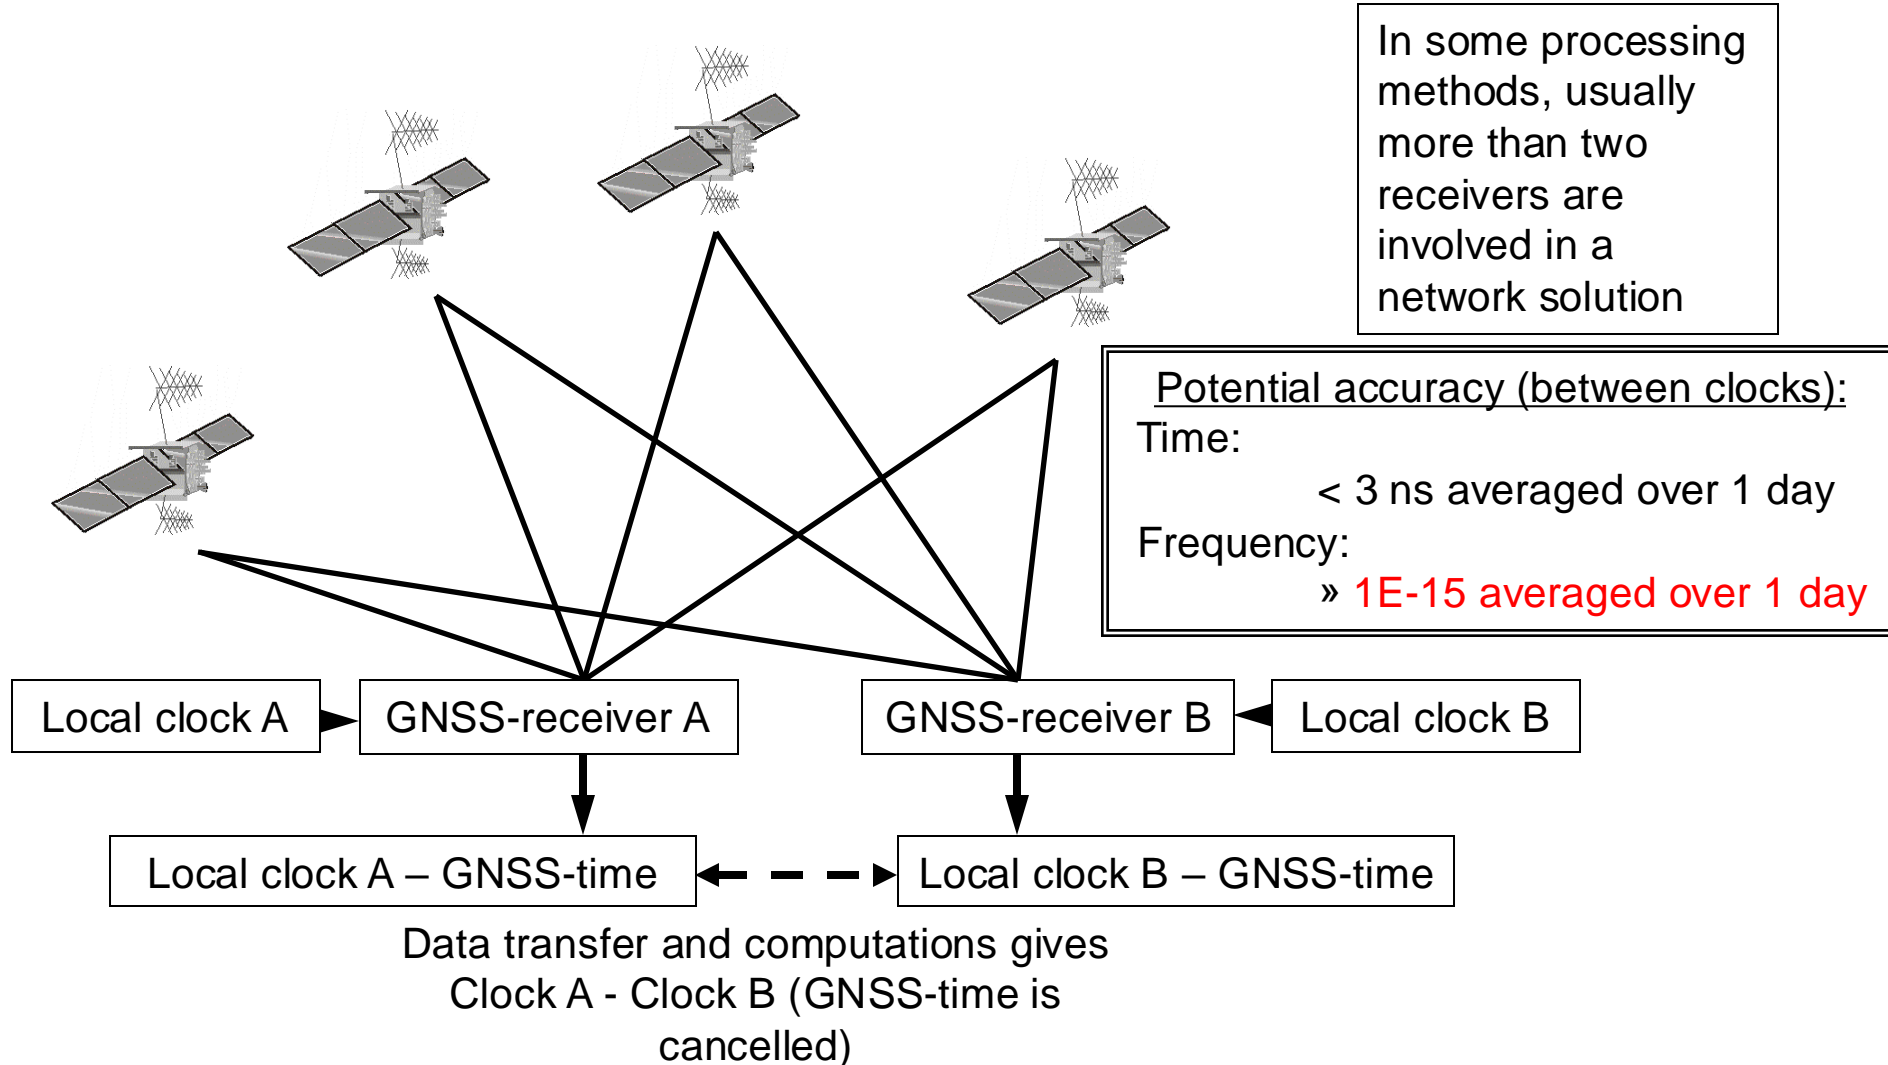 In some processing
methods, usually
more than two
receivers are
involved in a
network solution
Potential accuracy (between clocks):
Time:
< 3 ns averaged over 1 day
Frequency:
» 1E-15 averaged over 1 day
Local clock A
GNSS-receiver A
GNSS-receiver B
Local clock B
Local clock A – GNSS-time
Local clock B – GNSS-time
Data transfer and computations gives
Clock A - Clock B (GNSS-time is
cancelled)